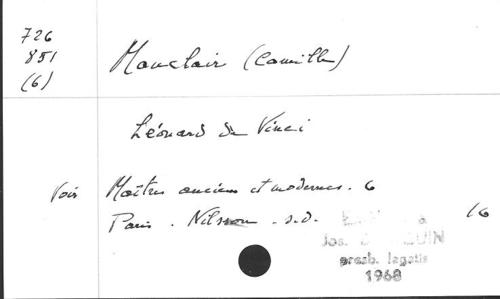 726
851
(6)
Mauclair (Camille)
Léonard de Vinci
Voir Maîtres anciens et modernes. 6
Paris. Nilsson. s.d.
16
Jos.
presb. legatis
1968